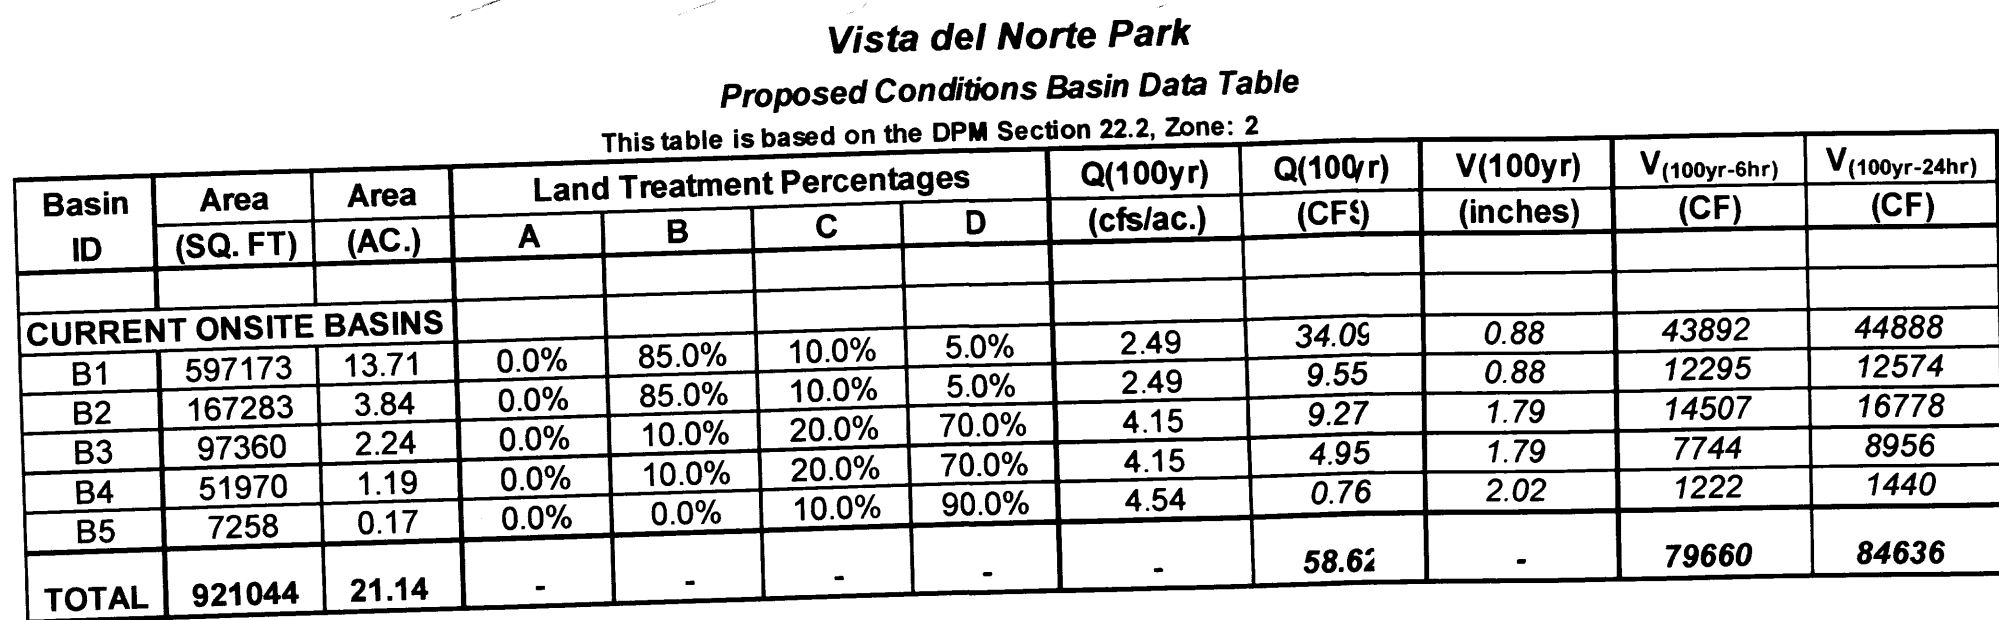 Vista del Norte Park
Proposed Conditions Basin Data Table
This table is based on the DPM Section 22.2, Zone: 2
Basin ID Area (SQ. FT) Area (AC.) Land Treatment Percentages A B C D Q(100yr) (cfs/ac.) Q(100yr) (CFS) V(100yr) (inches) V(100yr-6hr) (CF) V(100yr-24hr) (CF)
CURRENT ONSITE BASINS
B1 597173 13.71 0.0% 85.0% 10.0% 5.0% 2.49 34.09 0.88 43892 44888
B2 167283 3.84 0.0% 85.0% 10.0% 5.0% 2.49 9.55 0.88 12295 12574
B3 97360 2.24 0.0% 10.0% 20.0% 70.0% 4.15 9.27 1.79 14507 16778
B4 51970 1.19 0.0% 10.0% 20.0% 70.0% 4.15 4.95 1.79 7744 8956
B5 7258 0.17 0.0% 0.0% 10.0% 90.0% 4.54 0.76 2.02 1222 1440
TOTAL 921044 21.14 - - - - - 58.62 - 79660 84636